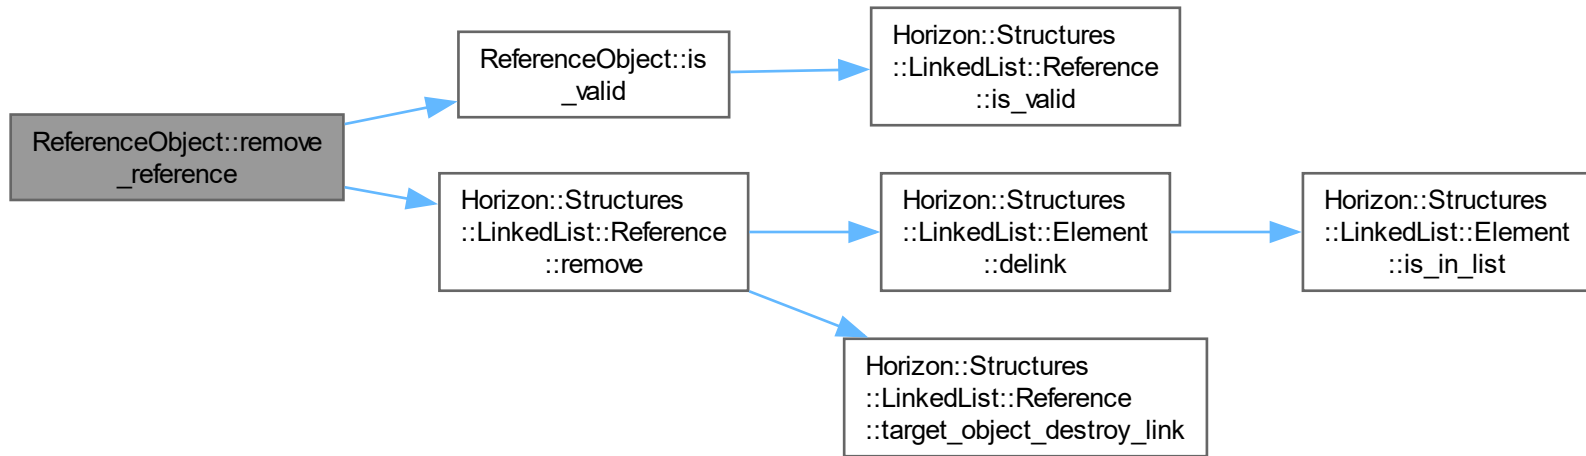 ReferenceObject::remove
_reference
ReferenceObject::is
_valid
Horizon::Structures
::LinkedList::Reference
::is_valid
Horizon::Structures
::LinkedList::Reference
::remove
Horizon::Structures
::LinkedList::Element
::delink
Horizon::Structures
::LinkedList::Element
::is_in_list
Horizon::Structures
::LinkedList::Reference
::target_object_destroy_link